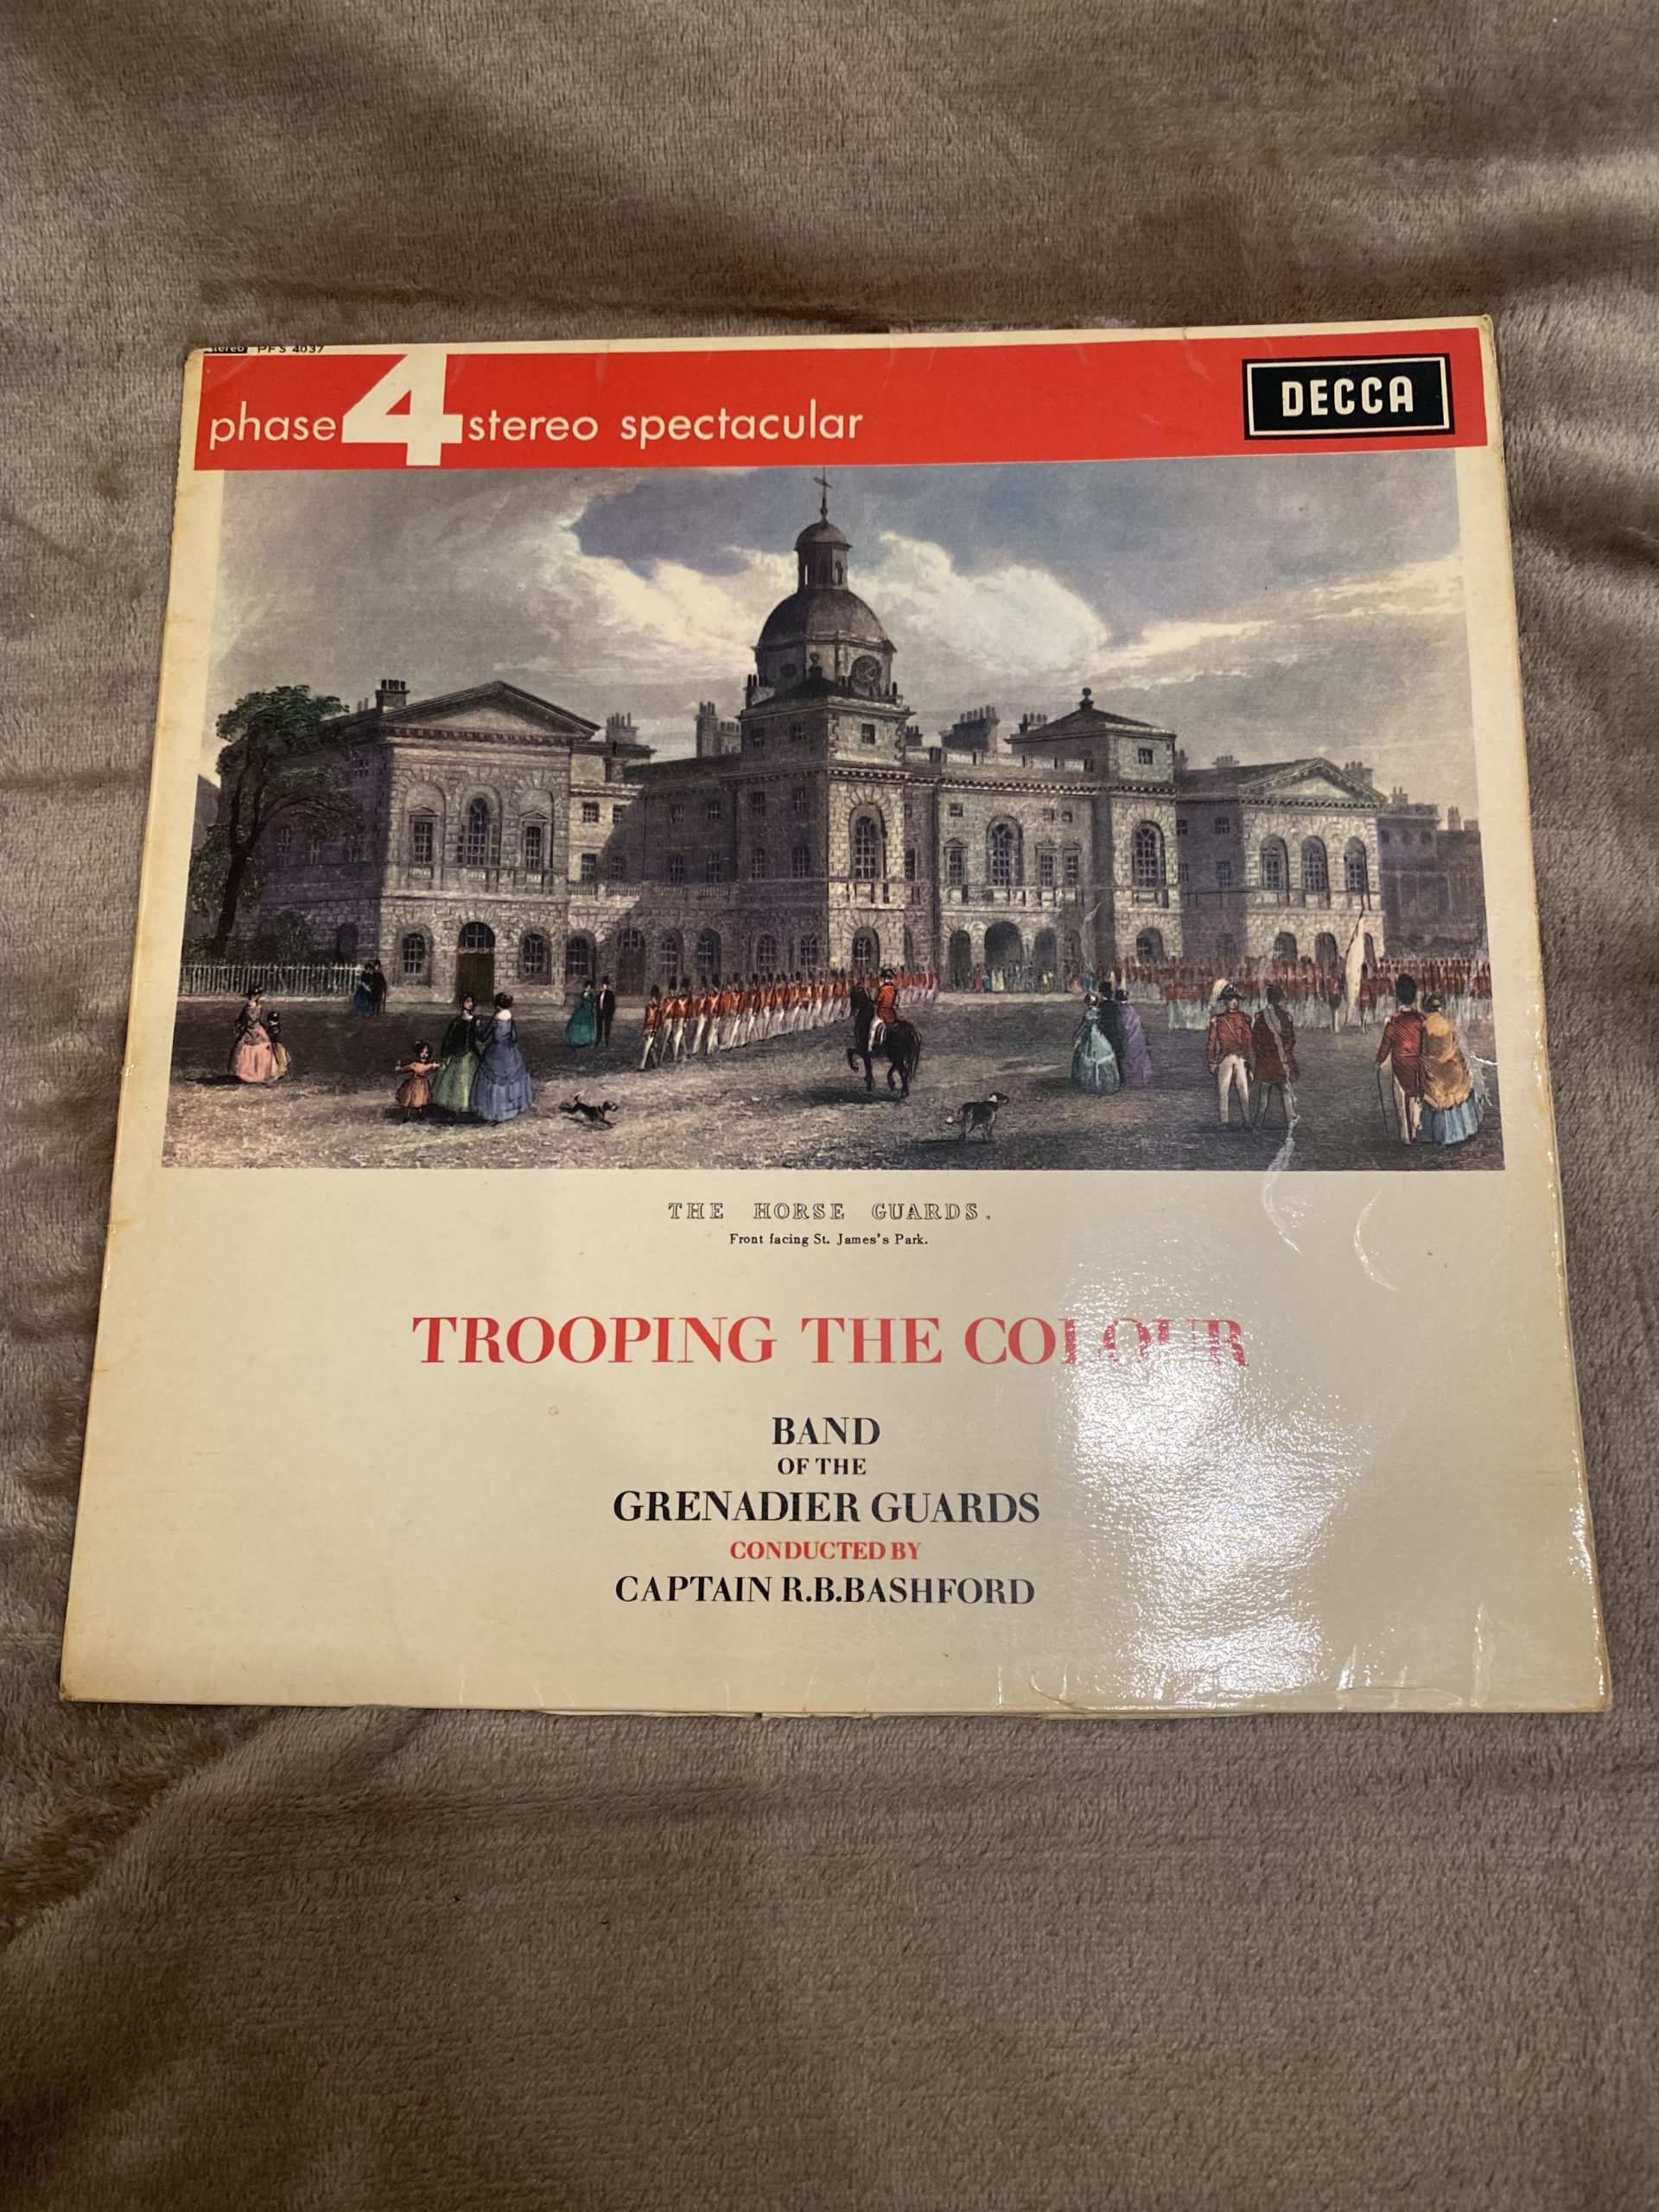 stereo PFS 4037
phase 4 stereo spectacular
DECCA
THE HORSE GUARDS.
Front facing St. James's Park.
TROOPING THE COLOUR
BAND
OF THE
GRENADIER GUARDS
CONDUCTED BY
CAPTAIN R.B.BASHFORD